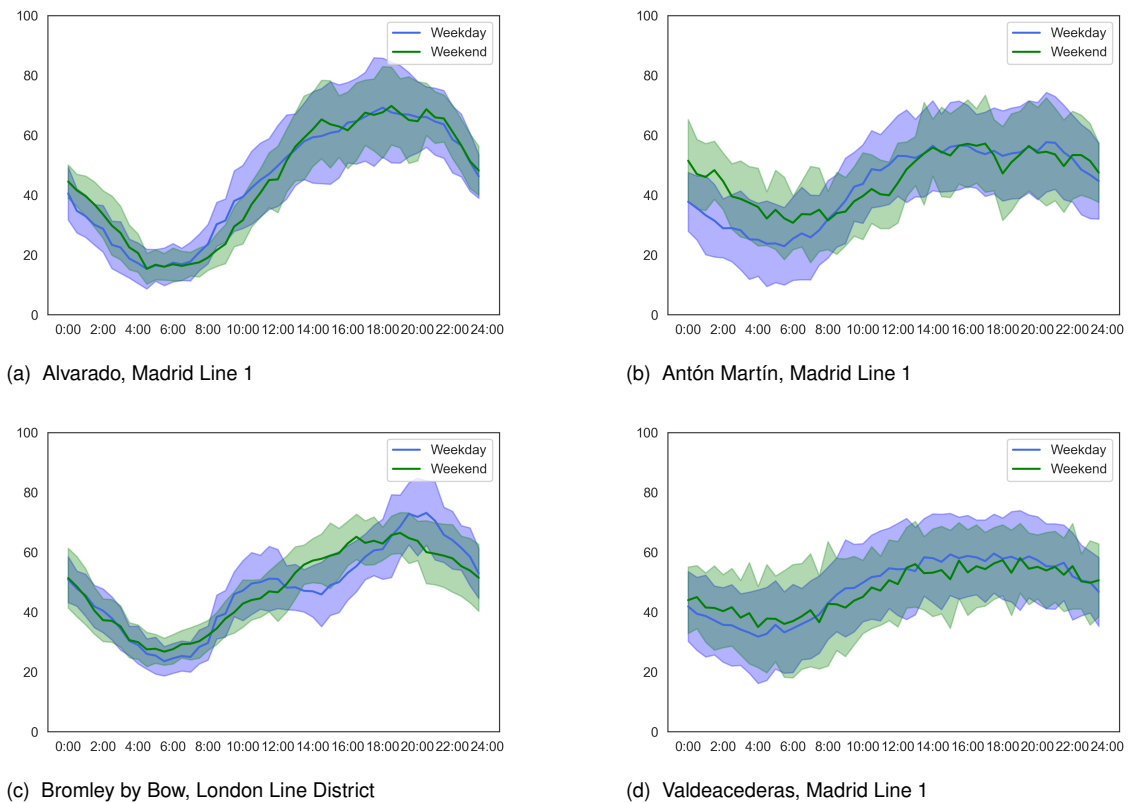 100
80
60
40
20
0
0:00 2:00 4:00 6:00 8:00 10:00 12:00 14:00 16:00 18:00 20:00 22:00 24:00
Weekday
Weekend
(a) Alvarado, Madrid Line 1
100
80
60
40
20
0
0:00 2:00 4:00 6:00 8:00 10:00 12:00 14:00 16:00 18:00 20:00 22:00 24:00
Weekday
Weekend
(b) Antón Martín, Madrid Line 1
100
80
60
40
20
0
0:00 2:00 4:00 6:00 8:00 10:00 12:00 14:00 16:00 18:00 20:00 22:00 24:00
Weekday
Weekend
(c) Bromley by Bow, London Line District
100
80
60
40
20
0
0:00 2:00 4:00 6:00 8:00 10:00 12:00 14:00 16:00 18:00 20:00 22:00 24:00
Weekday
Weekend
(d) Valdeacederas, Madrid Line 1